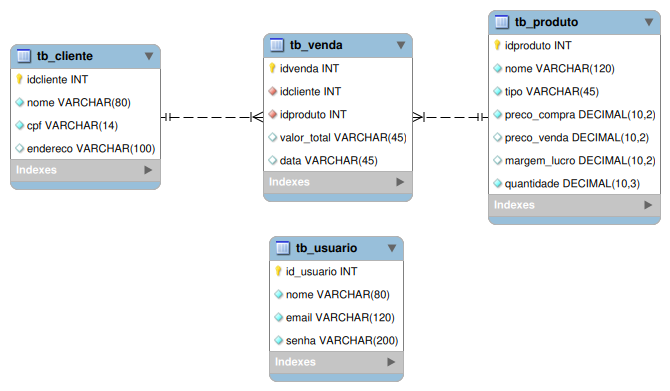 tb_cliente
idcliente INT
nome VARCHAR(80)
cpf VARCHAR(14)
endereco VARCHAR(100)
Indexes
tb_venda
idvenda INT
idcliente INT
idproduto INT
valor_total VARCHAR(45)
data VARCHAR(45)
Indexes
tb_produto
idproduto INT
nome VARCHAR(120)
tipo VARCHAR(45)
preco_compra DECIMAL(10,2)
preco_venda DECIMAL(10,2)
margem_lucro DECIMAL(10,2)
quantidade DECIMAL(10,3)
Indexes
tb_usuario
id_usuario INT
nome VARCHAR(80)
email VARCHAR(120)
senha VARCHAR(200)
Indexes